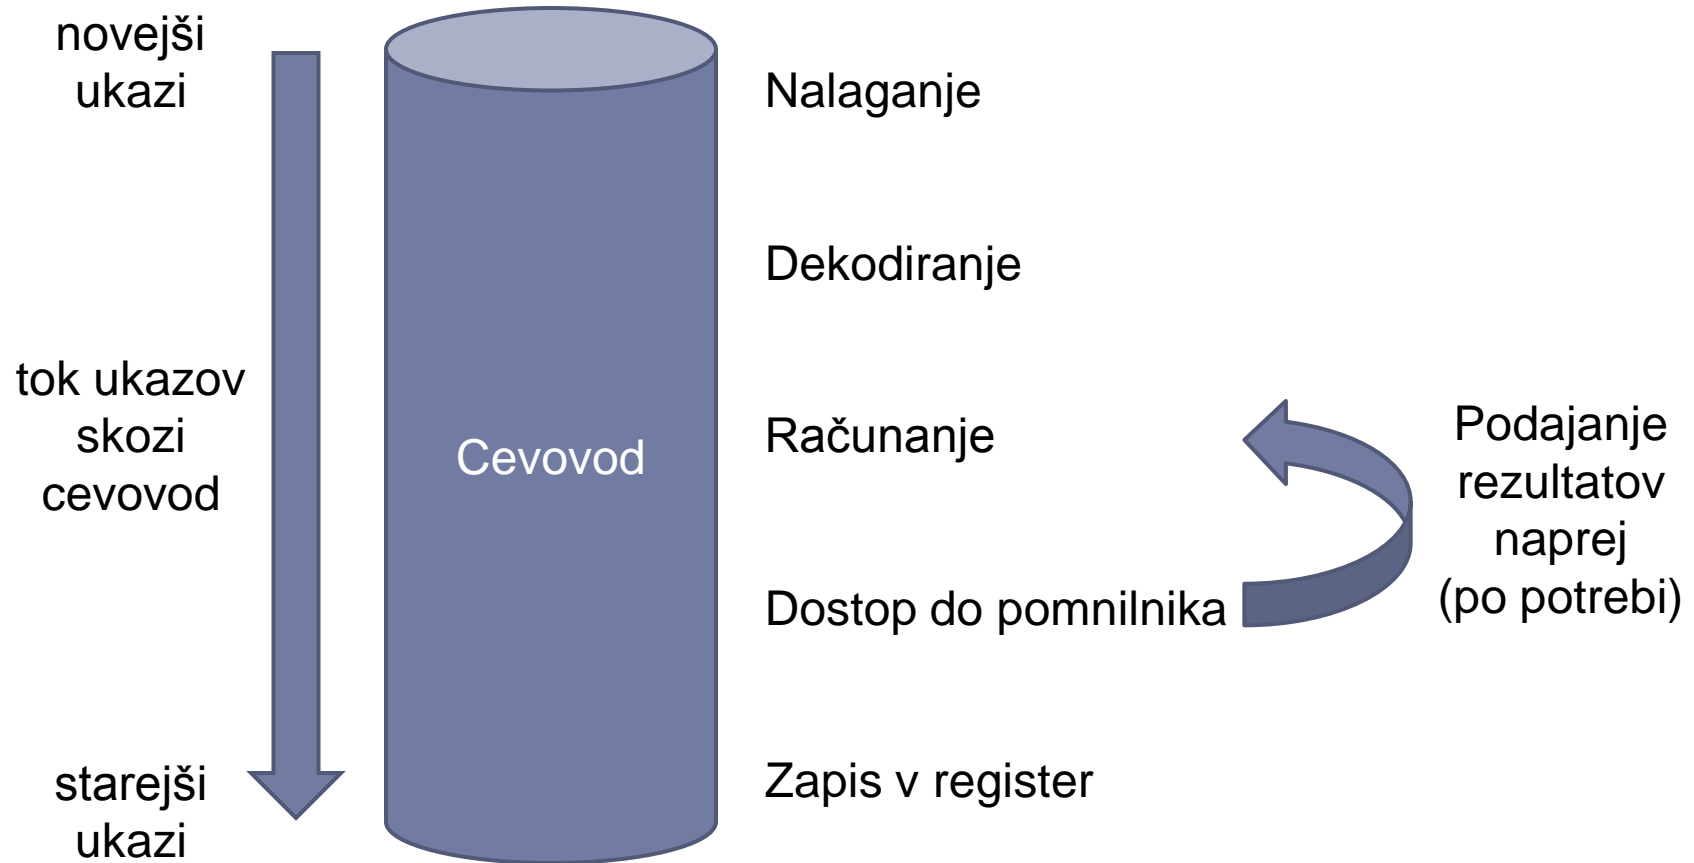 novejši
ukazi
tok ukazov
skozi
cevovod
starejši
ukazi
Cevovod
Nalaganje
Dekodiranje
Računanje
Dostop do pomnilnika
Zapis v register
Podajanje
rezultatov
naprej
(po potrebi)